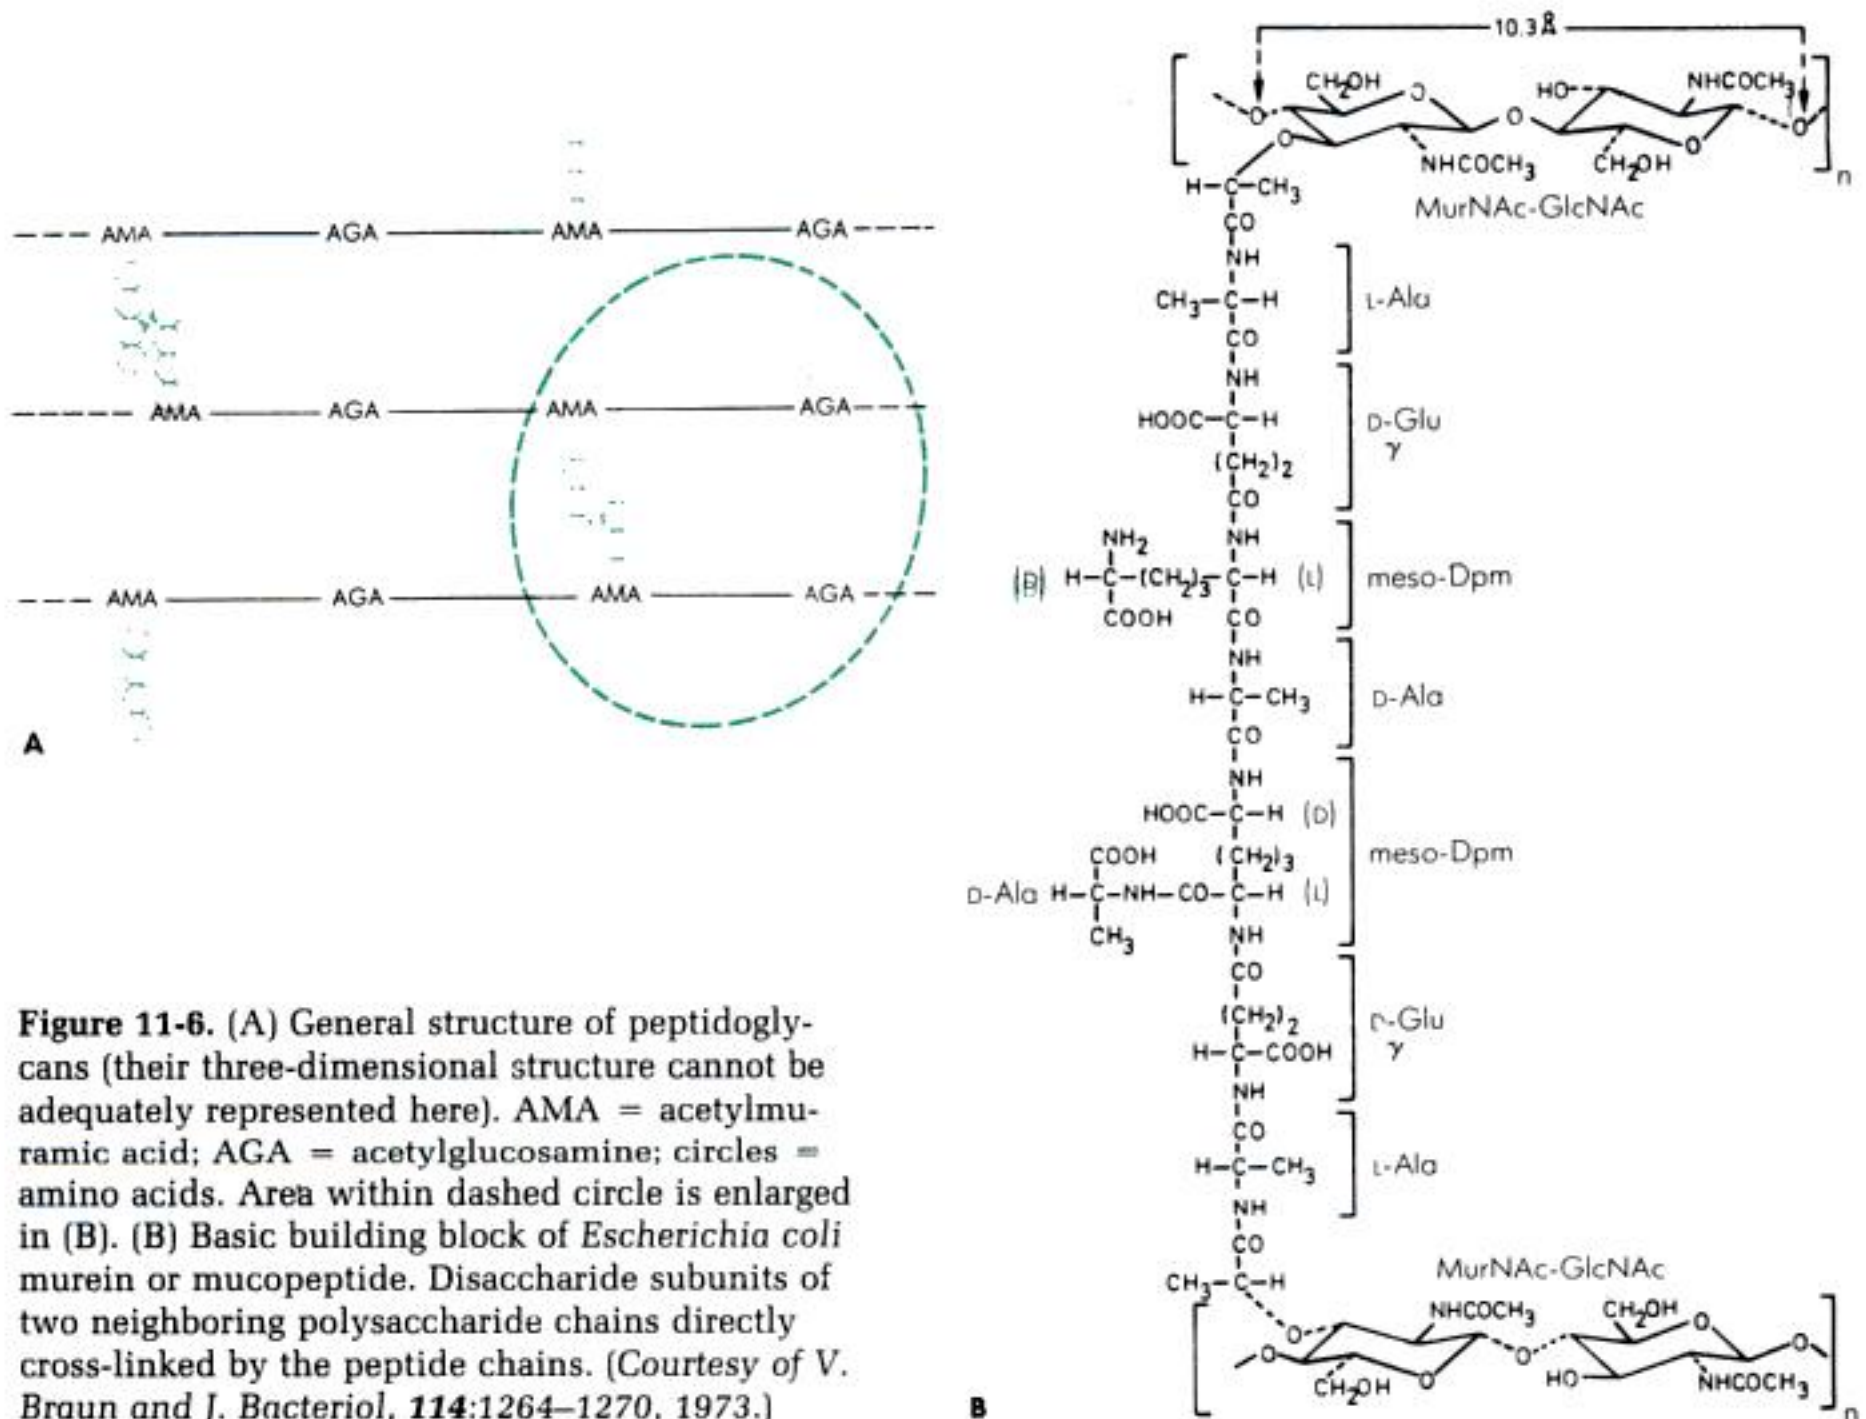 --- AMA —— AGA —— AMA —— AGA ---
---- AMA —— AGA —— AMA —— AGA ---
--- AMA —— AGA —— AMA —— AGA ---
A
Figure 11-6. (A) General structure of peptidogly-
cans (their three-dimensional structure cannot be
adequately represented here). AMA = acetylmu-
ramic acid; AGA = acetylglucosamine; circles =
amino acids. Area within dashed circle is enlarged
in (B). (B) Basic building block of Escherichia coli
murein or mucopeptide. Disaccharide subunits of
two neighboring polysaccharide chains directly
cross-linked by the peptide chains. (Courtesy of V.
Braun and J. Bacteriol. 114:1264–1270, 1973.)
10.3Å
CH2OH O HO NHCOCH3
O O O
O NHCOCH3 CH2OH O n
H-C-CH3 MurNAc-GlcNAc
CO
NH
CH3-C-H L-Ala
CO
NH
HOOC-C-H D-Glu
(CH2)2 γ
CO
NH2 NH
(D) H-C-(CH2)3-C-H (L) meso-Dpm
COOH CO
NH
H-C-CH3 D-Ala
CO
NH
HOOC-C-H (D)
COOH (CH2)3 meso-Dpm
D-Ala H-C-NH-CO-C-H (L)
CH3 NH
CO
(CH2)2 D-Glu
H-C-COOH γ
NH
CO
H-C-CH3 L-Ala
NH
CO MurNAc-GlcNAc
CH3-C-H
NHCOCH3 CH2OH O
O O O
O CH2OH O HO NHCOCH3 n
B